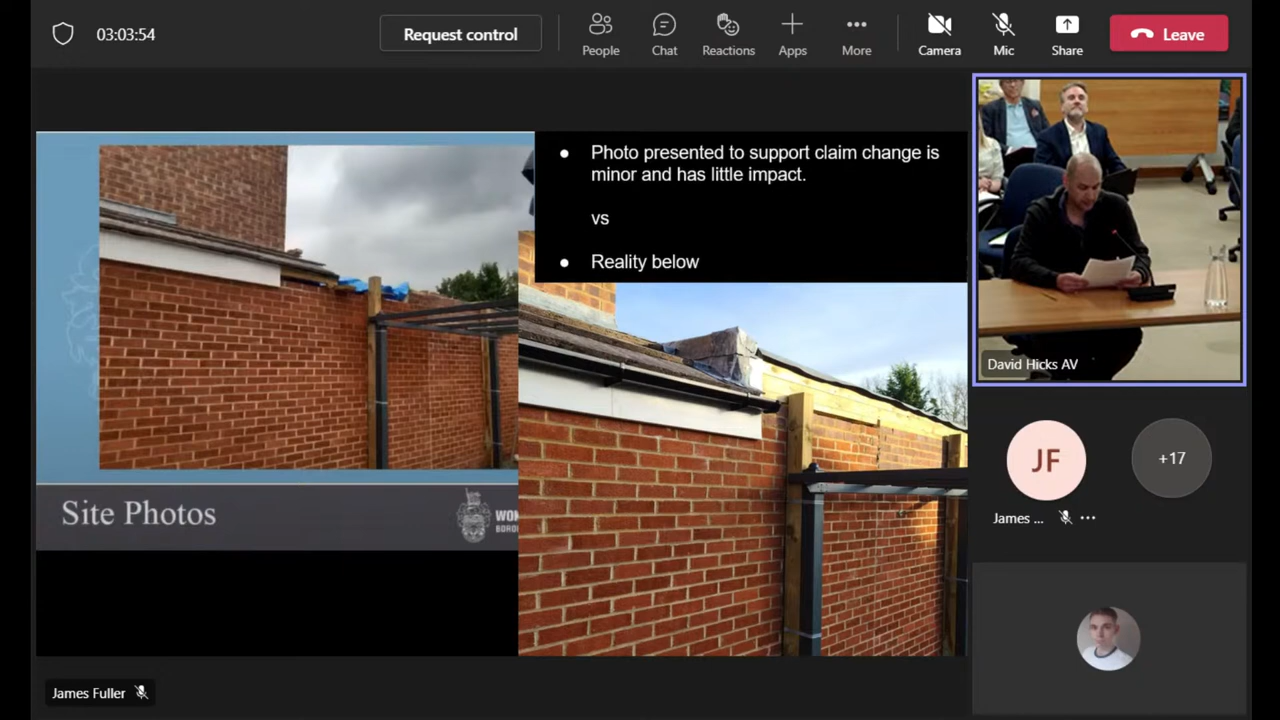 03:03:54
Request control
People
Chat
Reactions
Apps
More
Camera
Mic
Share
Leave
• Photo presented to support claim change is
minor and has little impact.
vs
• Reality below
Site Photos
WOK
BORO
David Hicks AV
JF
+17
James ...
James Fuller